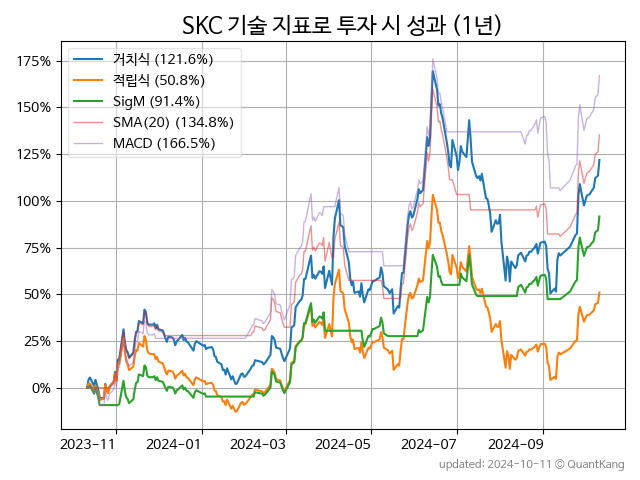 SKC 기술 지표로 투자 시 성과 (1년)
거치식 (121.6%)
적립식 (50.8%)
SigM (91.4%)
SMA(20) (134.8%)
MACD (166.5%)
175%
150%
125%
100%
75%
50%
25%
0%
2023-11
2024-01
2024-03
2024-05
2024-07
2024-09
updated: 2024-10-11 © QuantKang